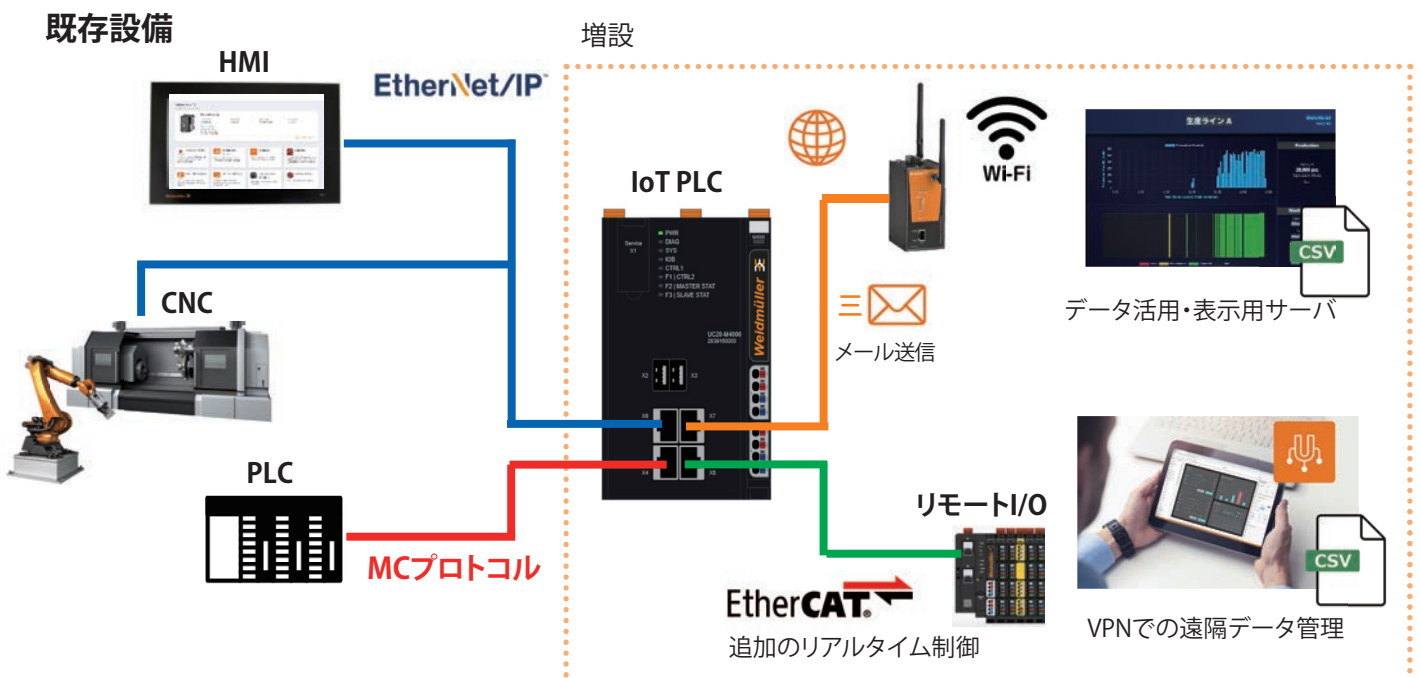 既存設備
増設
HMI
EtherNet/IP
Wi-Fi
生産ライン A
IoT PLC
Service
X1
PWR
DIAG
SYS
IOB
CTRL1
F1 | CTRL2
F2 | MASTER STAT
F3 | SLAVE STAT
Weidmüller
CSV
データ活用・表示用サーバ
CNC
UC20-M4000
メール送信
X2
X3
X6
X7
X4
X5
PLC
MCプロトコル
リモートI/O
EtherCAT®
追加のリアルタイム制御
CSV
VPNでの遠隔データ管理